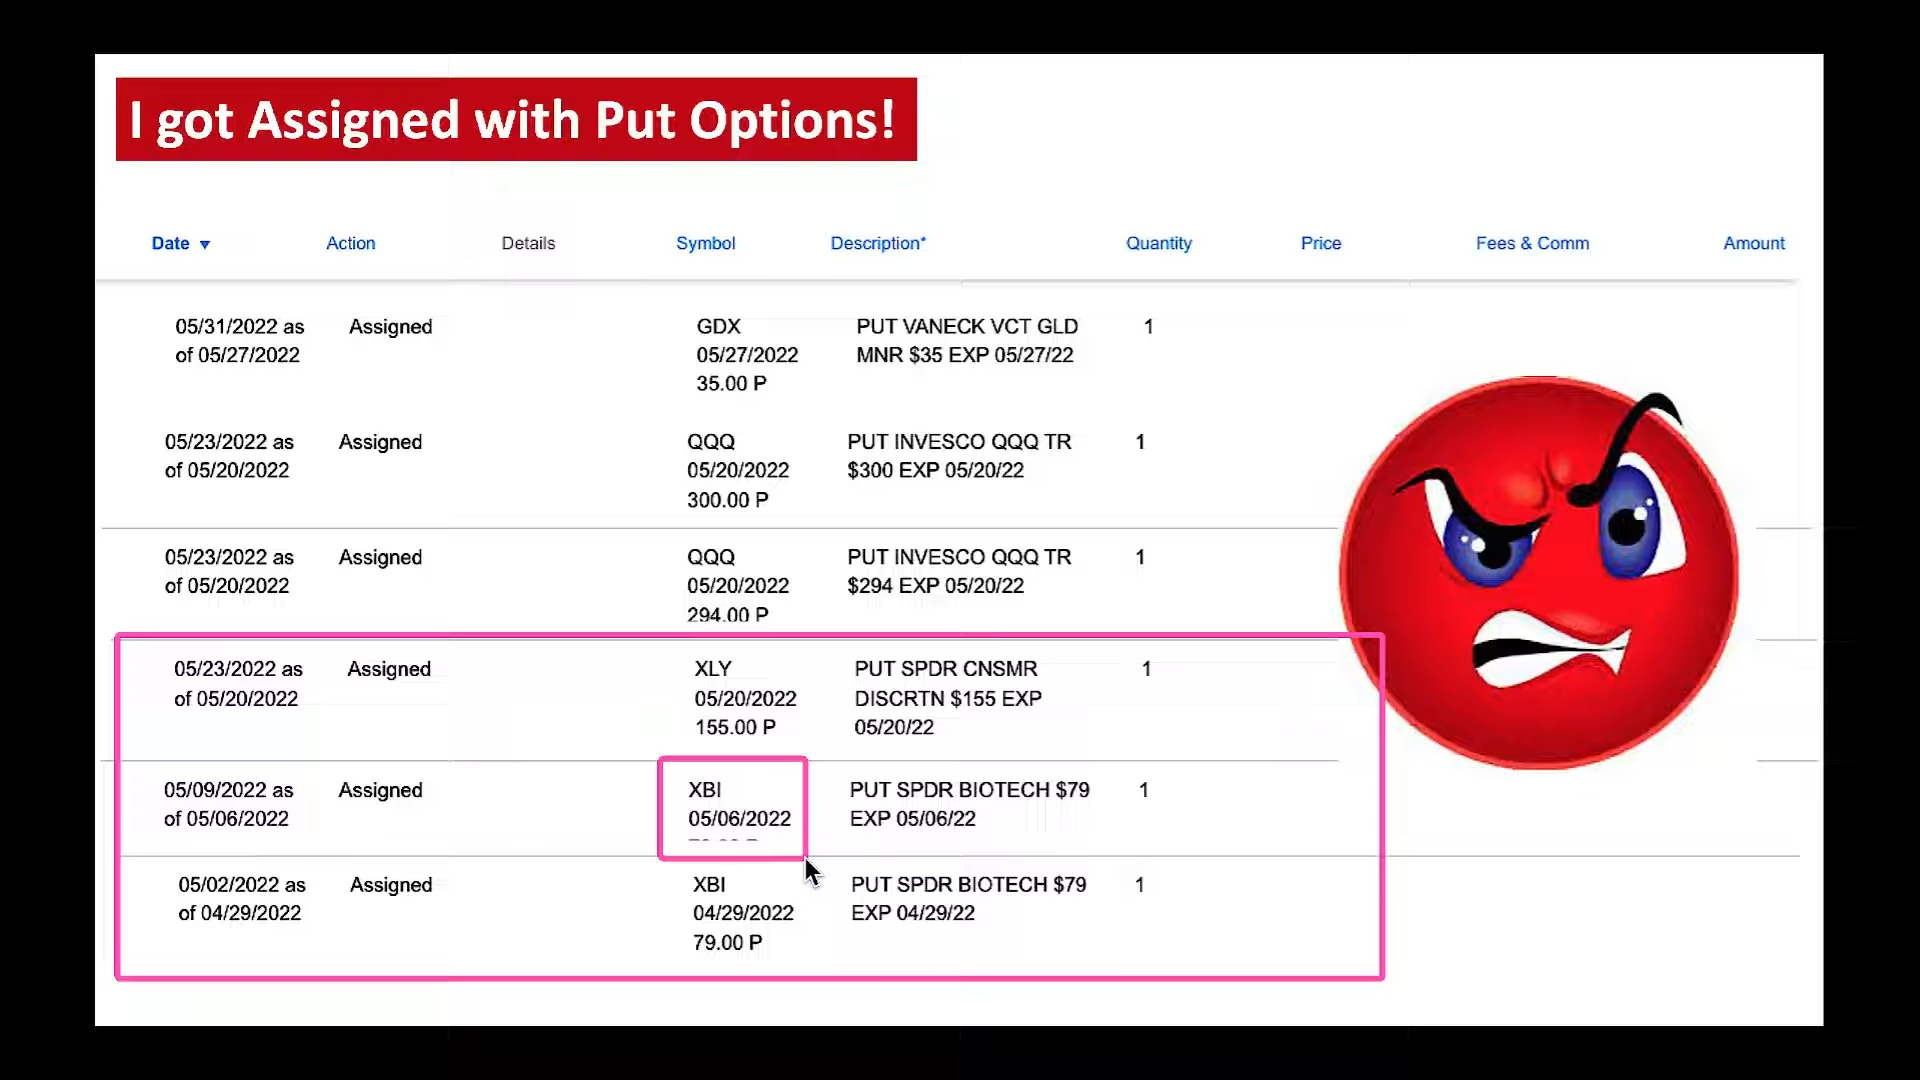 I got Assigned with Put Options!
Date ▼ Action Details Symbol Description* Quantity Price Fees & Comm Amount
05/31/2022 as Assigned GDX PUT VANECK VCT GLD 1
of 05/27/2022 05/27/2022 MNR $35 EXP 05/27/22
35.00 P
05/23/2022 as Assigned QQQ PUT INVESCO QQQ TR 1
of 05/20/2022 05/20/2022 $300 EXP 05/20/22
300.00 P
05/23/2022 as Assigned QQQ PUT INVESCO QQQ TR 1
of 05/20/2022 05/20/2022 $294 EXP 05/20/22
294.00 P
05/23/2022 as Assigned XLY PUT SPDR CNSMR 1
of 05/20/2022 05/20/2022 DISCRTN $155 EXP
155.00 P 05/20/22
05/09/2022 as Assigned XBI PUT SPDR BIOTECH $79 1
of 05/06/2022 05/06/2022 EXP 05/06/22
05/02/2022 as Assigned XBI PUT SPDR BIOTECH $79 1
of 04/29/2022 04/29/2022 EXP 04/29/22
79.00 P